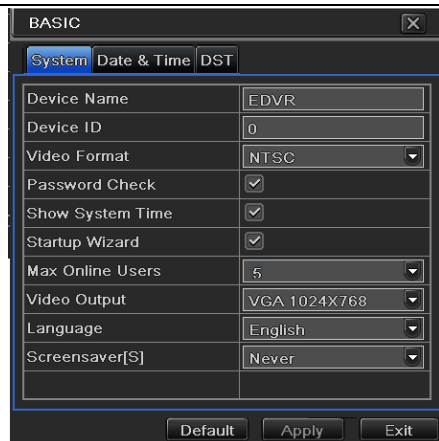 BASIC
System Date & Time DST
Device Name EDVR
Device ID 0
Video Format NTSC
Password Check
Show System Time
Startup Wizard
Max Online Users 5
Video Output VGA 1024X768
Language English
Screensaver[S] Never
Default Apply Exit